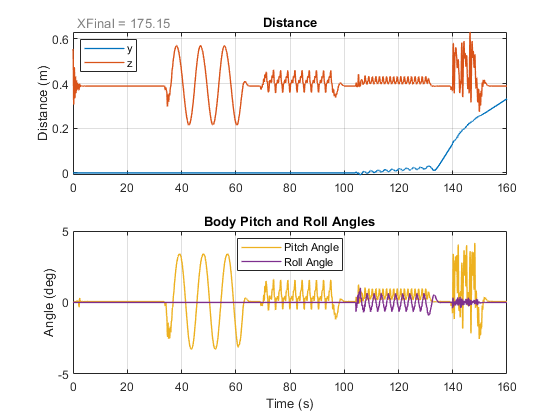 XFinal = 175.15
Distance
Distance (m)
0.6
0.4
0.2
0
y
z
0 20 40 60 80 100 120 140 160
Body Pitch and Roll Angles
Angle (deg)
5
0
-5
Pitch Angle
Roll Angle
0 20 40 60 80 100 120 140 160
Time (s)